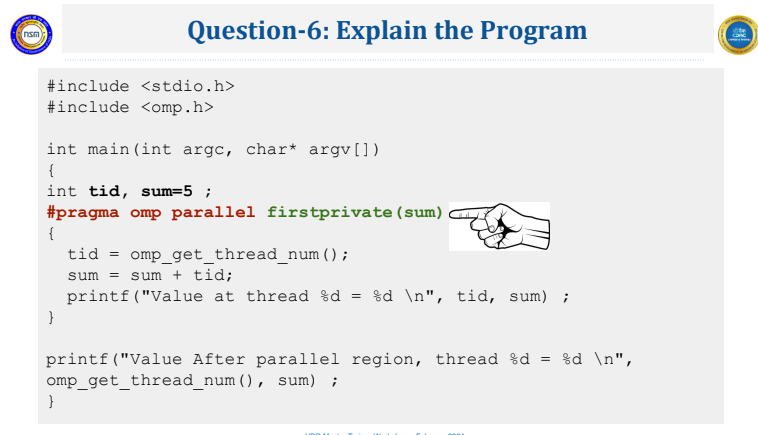 Question-6: Explain the Program
nsm
#include <stdio.h>
#include <omp.h>
int main(int argc, char* argv[])
{
int tid, sum=5 ;
#pragma omp parallel firstprivate(sum)
{
tid = omp_get_thread_num();
sum = sum + tid;
printf("Value at thread %d = %d \n", tid, sum) ;
}
printf("Value After parallel region, thread %d = %d \n",
omp_get_thread_num(), sum) ;
}